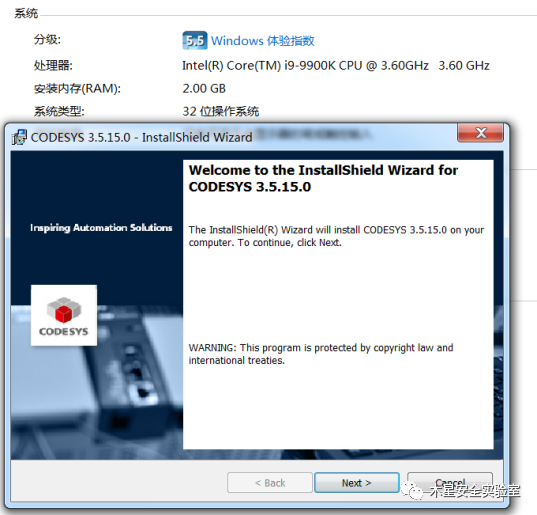 系统
分级:
5.5 Windows 体验指数
处理器:
Intel(R) Core(TM) i9-9900K CPU @ 3.60GHz 3.60 GHz
安装内存(RAM):
2.00 GB
系统类型:
32 位操作系统
CODESYS 3.5.15.0 - InstallShield Wizard
Inspiring Automation Solutions
CODESYS
Welcome to the InstallShield Wizard for
CODESYS 3.5.15.0
The InstallShield(R) Wizard will install CODESYS 3.5.15.0 on your
computer. To continue, click Next.
WARNING: This program is protected by copyright law and
international treaties.
< Back
Next >
Cancel
木星安全实验室